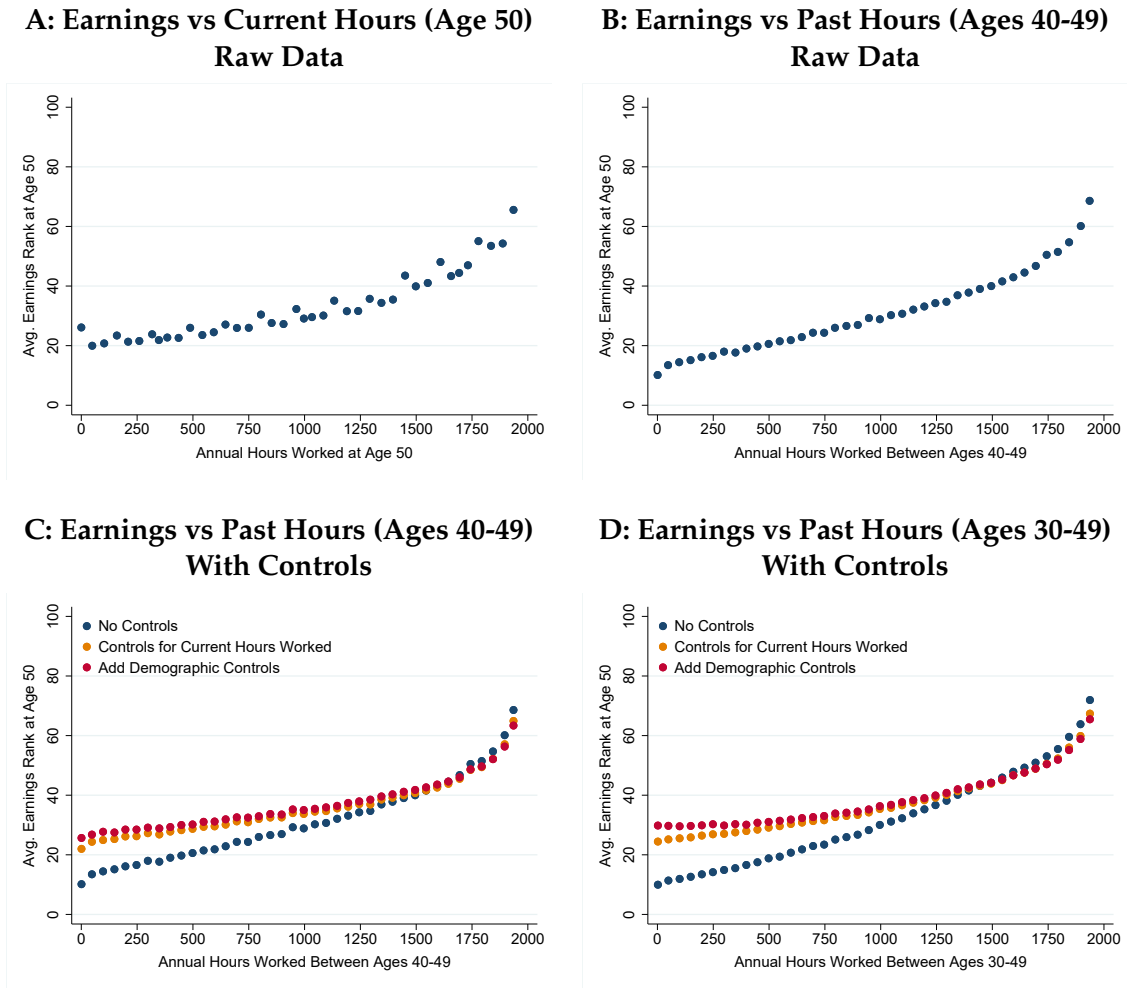 A: Earnings vs Current Hours (Age 50)
Raw Data
100
80
60
40
20
0
Avg. Earnings Rank at Age 50
0 250 500 750 1000 1250 1500 1750 2000
Annual Hours Worked at Age 50
B: Earnings vs Past Hours (Ages 40-49)
Raw Data
100
80
60
40
20
0
Avg. Earnings Rank at Age 50
0 250 500 750 1000 1250 1500 1750 2000
Annual Hours Worked Between Ages 40-49
C: Earnings vs Past Hours (Ages 40-49)
With Controls
No Controls
Controls for Current Hours Worked
Add Demographic Controls
100
80
60
40
20
0
Avg. Earnings Rank at Age 50
0 250 500 750 1000 1250 1500 1750 2000
Annual Hours Worked Between Ages 40-49
D: Earnings vs Past Hours (Ages 30-49)
With Controls
No Controls
Controls for Current Hours Worked
Add Demographic Controls
100
80
60
40
20
0
Avg. Earnings Rank at Age 50
0 250 500 750 1000 1250 1500 1750 2000
Annual Hours Worked Between Ages 30-49